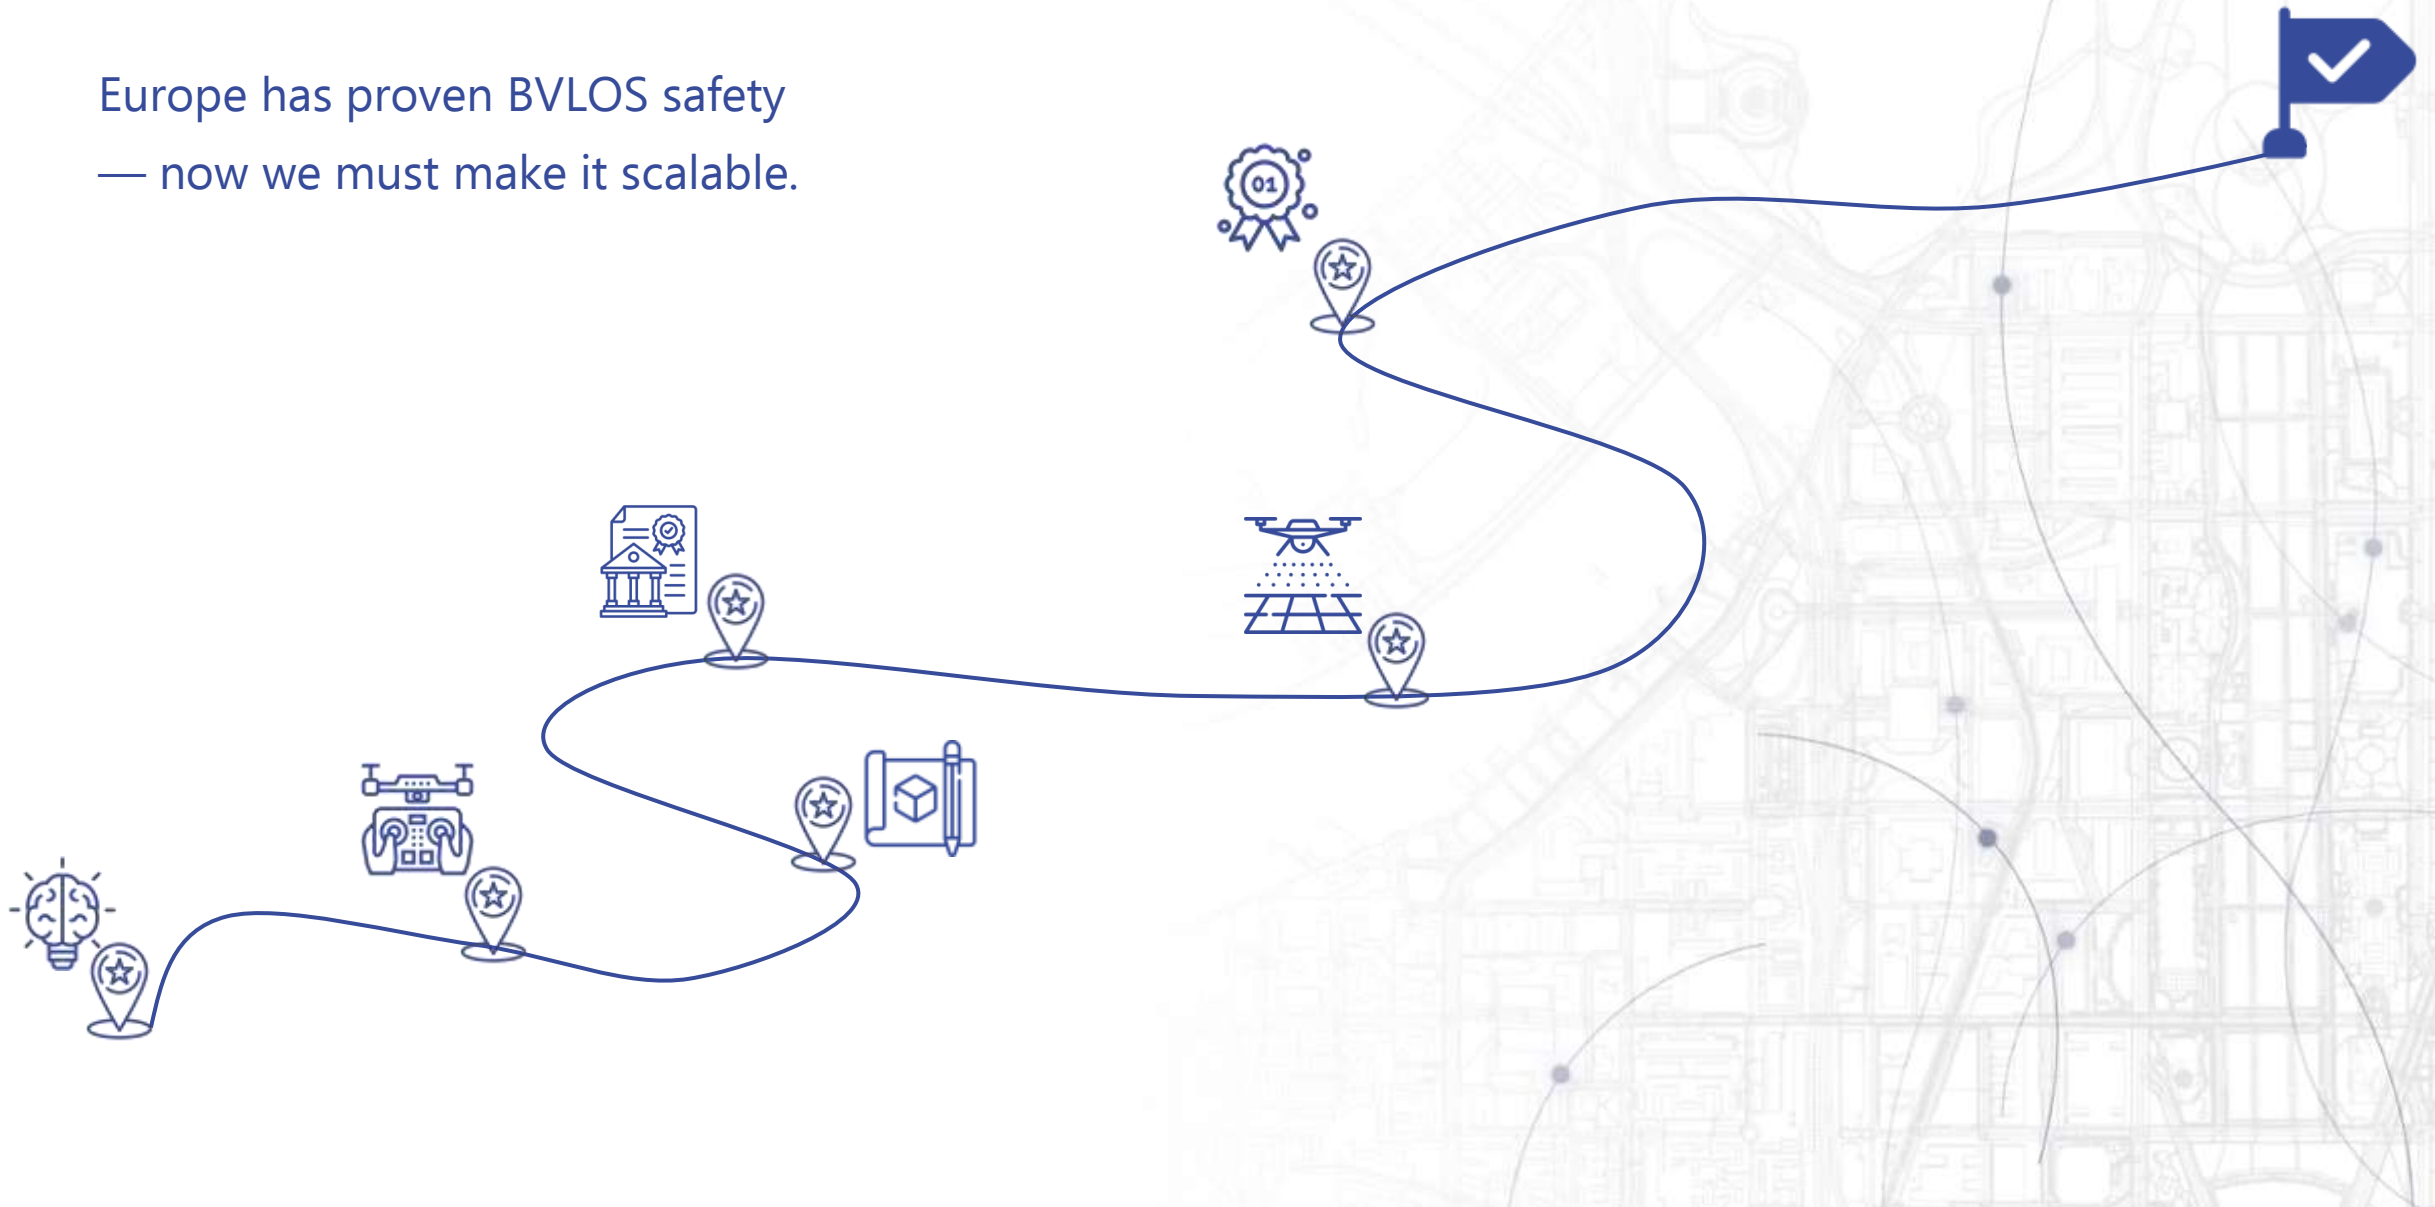 Europe has proven BVLOS safety
— now we must make it scalable.
01